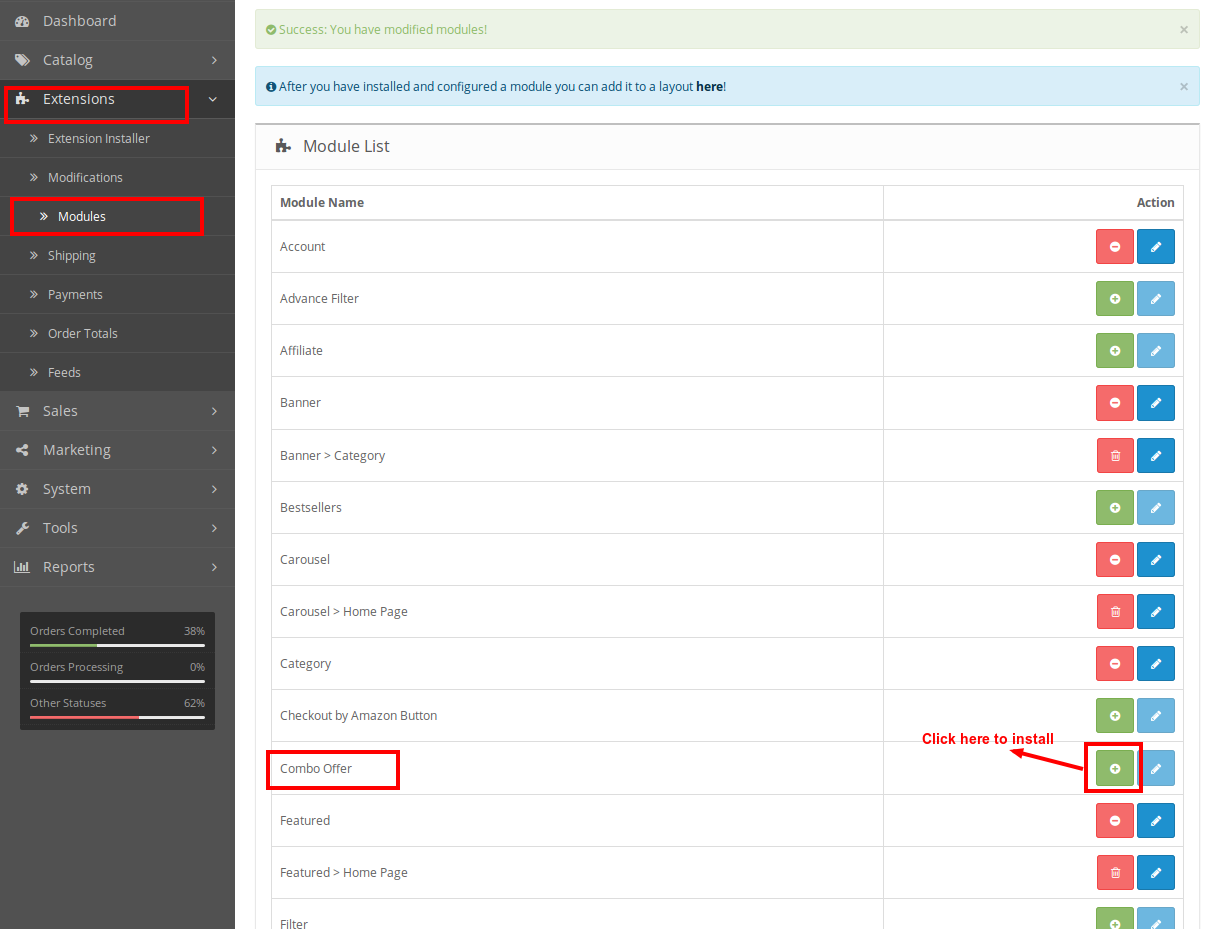 Dashboard
Catalog
Extensions
Extension Installer
Modifications
Modules
Shipping
Payments
Order Totals
Feeds
Sales
Marketing
System
Tools
Reports
Orders Completed 38%
Orders Processing 0%
Other Statuses 62%
Success: You have modified modules! ×
After you have installed and configured a module you can add it to a layout here! ×
Module List
Module Name Action
Account
Advance Filter
Affiliate
Banner
Banner > Category
Bestsellers
Carousel
Carousel > Home Page
Category
Checkout by Amazon Button
Click here to install
Combo Offer
Featured
Featured > Home Page
Filter